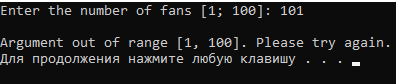 Enter the number of fans [1; 100]: 101
Argument out of range [1, 100]. Please try again.
Для продолжения нажмите любую клавишу . . .